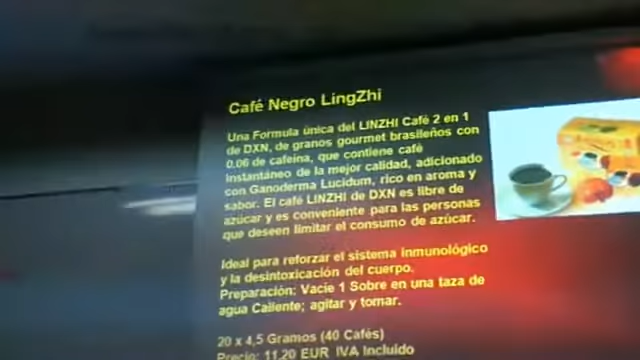 Café Negro LingZhi
Una Formula única del LINZHI Café 2 en 1
de DXN, de granos gourmet brasileños con
0,06 de cafeína, que contiene café
instantáneo de la mejor calidad, adicionado
con Ganoderma Lucidum, rico en aroma y
sabor. El café LINZHI de DXN es libre de
azúcar y es conveniente para las personas
que deseen limitar el consumo de azúcar.
Ideal para reforzar el sistema inmunológico
y la desintoxicación del cuerpo.
Preparación: Vacíe 1 Sobre en una taza de
agua Caliente; agitar y tomar.
20 x 4,5 Gramos (40 Cafés)
Precio: 11,20 EUR IVA Incluido